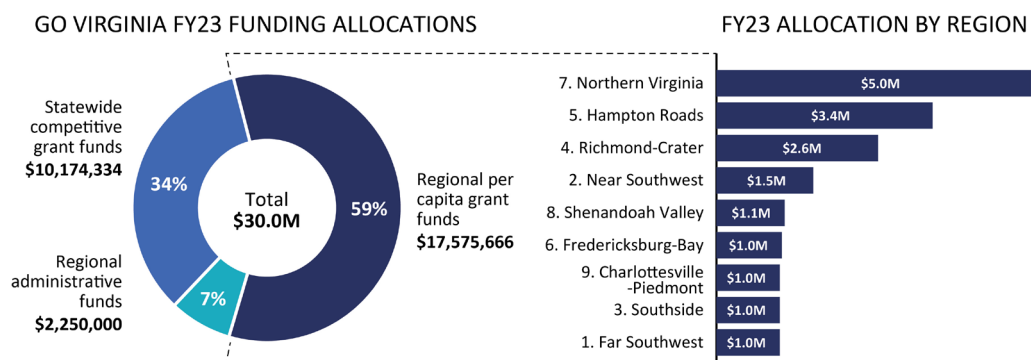 GO VIRGINIA FY23 FUNDING ALLOCATIONS
Statewide
competitive
grant funds
$10,174,334
34%
Regional
administrative
funds
$2,250,000
7%
Total
$30.0M
59%
Regional per
capita grant
funds
$17,575,666
FY23 ALLOCATION BY REGION
7. Northern Virginia $5.0M
5. Hampton Roads $3.4M
4. Richmond-Crater $2.6M
2. Near Southwest $1.5M
8. Shenandoah Valley $1.1M
6. Fredericksburg-Bay $1.0M
9. Charlottesville
-Piedmont $1.0M
3. Southside $1.0M
1. Far Southwest $1.0M